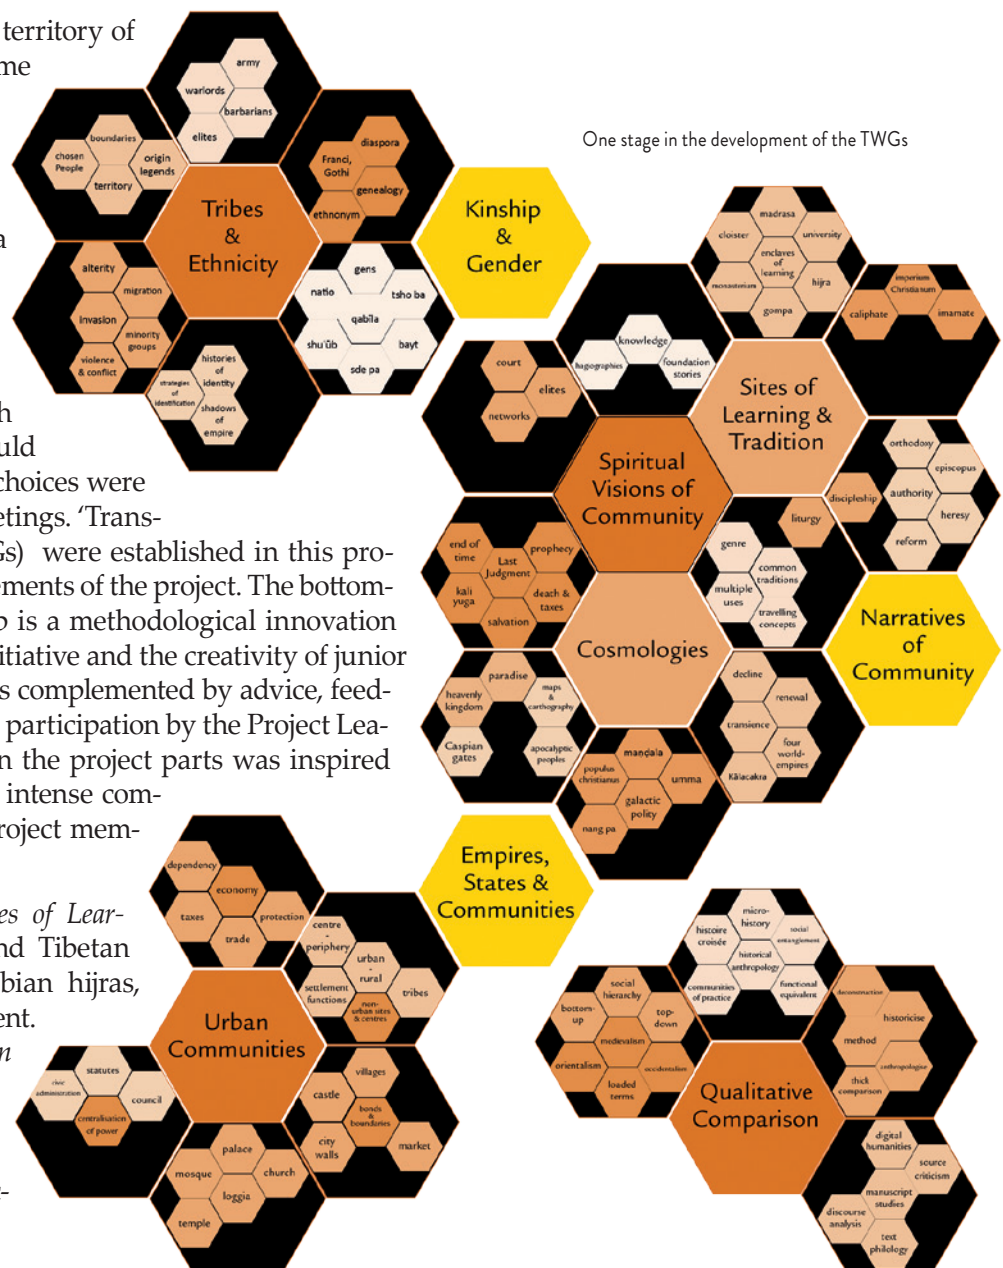 territory of
me
a
h
uld
choices were
etings. ‘Trans-
Gs) were established in this pro-
ements of the project. The bottom-
p is a methodological innovation
itiative and the creativity of junior
s complemented by advice, feed-
participation by the Project Lea-
n the project parts was inspired
intense com-
roject mem-
es of Lear-
nd Tibetan
bian hijras,
ent.
n
n-
One stage in the development of the TWGs
army
warlords
barbarians
elites
boundaries
chosen
People
origin
legends
territory
diaspora
Franci,
Gothi
genealogy
ethnonym
Tribes
&
Ethnicity
Kinship
&
Gender
alterity
migration
invasion
minority
groups
violence
& conflict
gens
natio
tsho ba
qabīla
shu‘ūb
bayt
sde pa
histories
of
identity
strategies
of
identification
shadows
of
empire
madrasa
cloister
university
enclaves
of
learning
monasterium
hijra
gompa
imperium
Christianum
caliphate
imamate
knowledge
hagiographies
foundation
stories
court
elites
networks
Sites of
Learning &
Tradition
Spiritual
Visions of
Community
orthodoxy
episcopus
discipleship
authority
heresy
reform
liturgy
genre
common
traditions
multiple
uses
travelling
concepts
end of
time
Last
Judgment
prophecy
kali
yuga
death &
taxes
salvation
Cosmologies
Narratives
of
Community
paradise
heavenly
kingdom
maps
&
carthography
Caspian
gates
apocalyptic
peoples
decline
renewal
transience
four
world-
empires
Kālacakra
maṇḍala
populus
christianus
umma
galactic
polity
nang pa
Empires,
States &
Communities
dependency
economy
taxes
protection
trade
centre
-
periphery
urban
-
rural
settlement
functions
tribes
non-
urban sites
& centres
Urban
Communities
statutes
civic
administration
council
centralisation
of power
villages
castle
bonds
&
boundaries
city
walls
market
palace
mosque
church
loggia
temple
micro-
history
histoire
croisée
social
entanglement
historical
anthropology
communities
of practice
functional
equivalent
social
hierarchy
bottom-
up
top-
down
medievalism
orientalism
occidentalism
loaded
terms
deconstruction
historicise
method
anthropologise
thick
comparison
Qualitative
Comparison
digital
humanities
source
criticism
manuscript
studies
discourse
analysis
text
philology